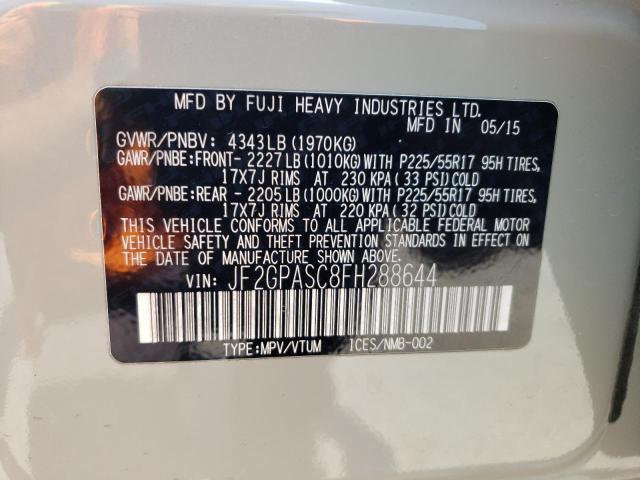 MFD BY FUJI HEAVY INDUSTRIES LTD.
MFD IN 05/15
GVWR/PNBV: 4343LB (1970KG)
GAWR/PNBE:FRONT- 2227LB (1010KG) WITH P225/55R17 95H TIRES,
17X7J RIMS AT 230 KPA ( 33 PSI) COLD
GAWR/PNBE:REAR - 2205LB (1000KG) WITH P225/55R17 95H TIRES,
17X7J RIMS AT 220 KPA (32 PSI) COLD
THIS VEHICLE CONFORMS TO ALL APPLICABLE FEDERAL MOTOR
VEHICLE SAFETY AND THEFT PREVENTION STANDARDS IN EFFECT ON
THE DATE OF MANUFACTURE SHOWN ABOVE.
VIN: JF2GPASC8FH288644
TYPE:MPV/VTUM ICES/NMB-002